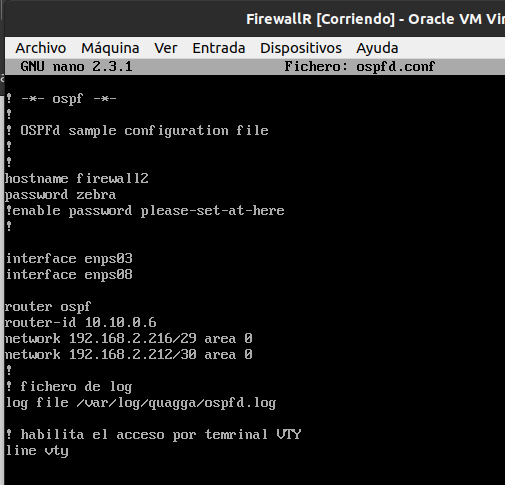 FirewallR [Corriendo] - Oracle VM Vir
Archivo Máquina Ver Entrada Dispositivos Ayuda
GNU nano 2.3.1 Fichero: ospfd.conf
! -*- ospf -*-
!
! OSPFd sample configuration file
!
!
hostname firewall2
password zebra
!enable password please-set-at-here
!
interface enps03
interface enps08
router ospf
router-id 10.10.0.6
network 192.168.2.216/29 area 0
network 192.168.2.212/30 area 0
!
! fichero de log
log file /var/log/quagga/ospfd.log
! habilita el acceso por temrinal VTY
line vty